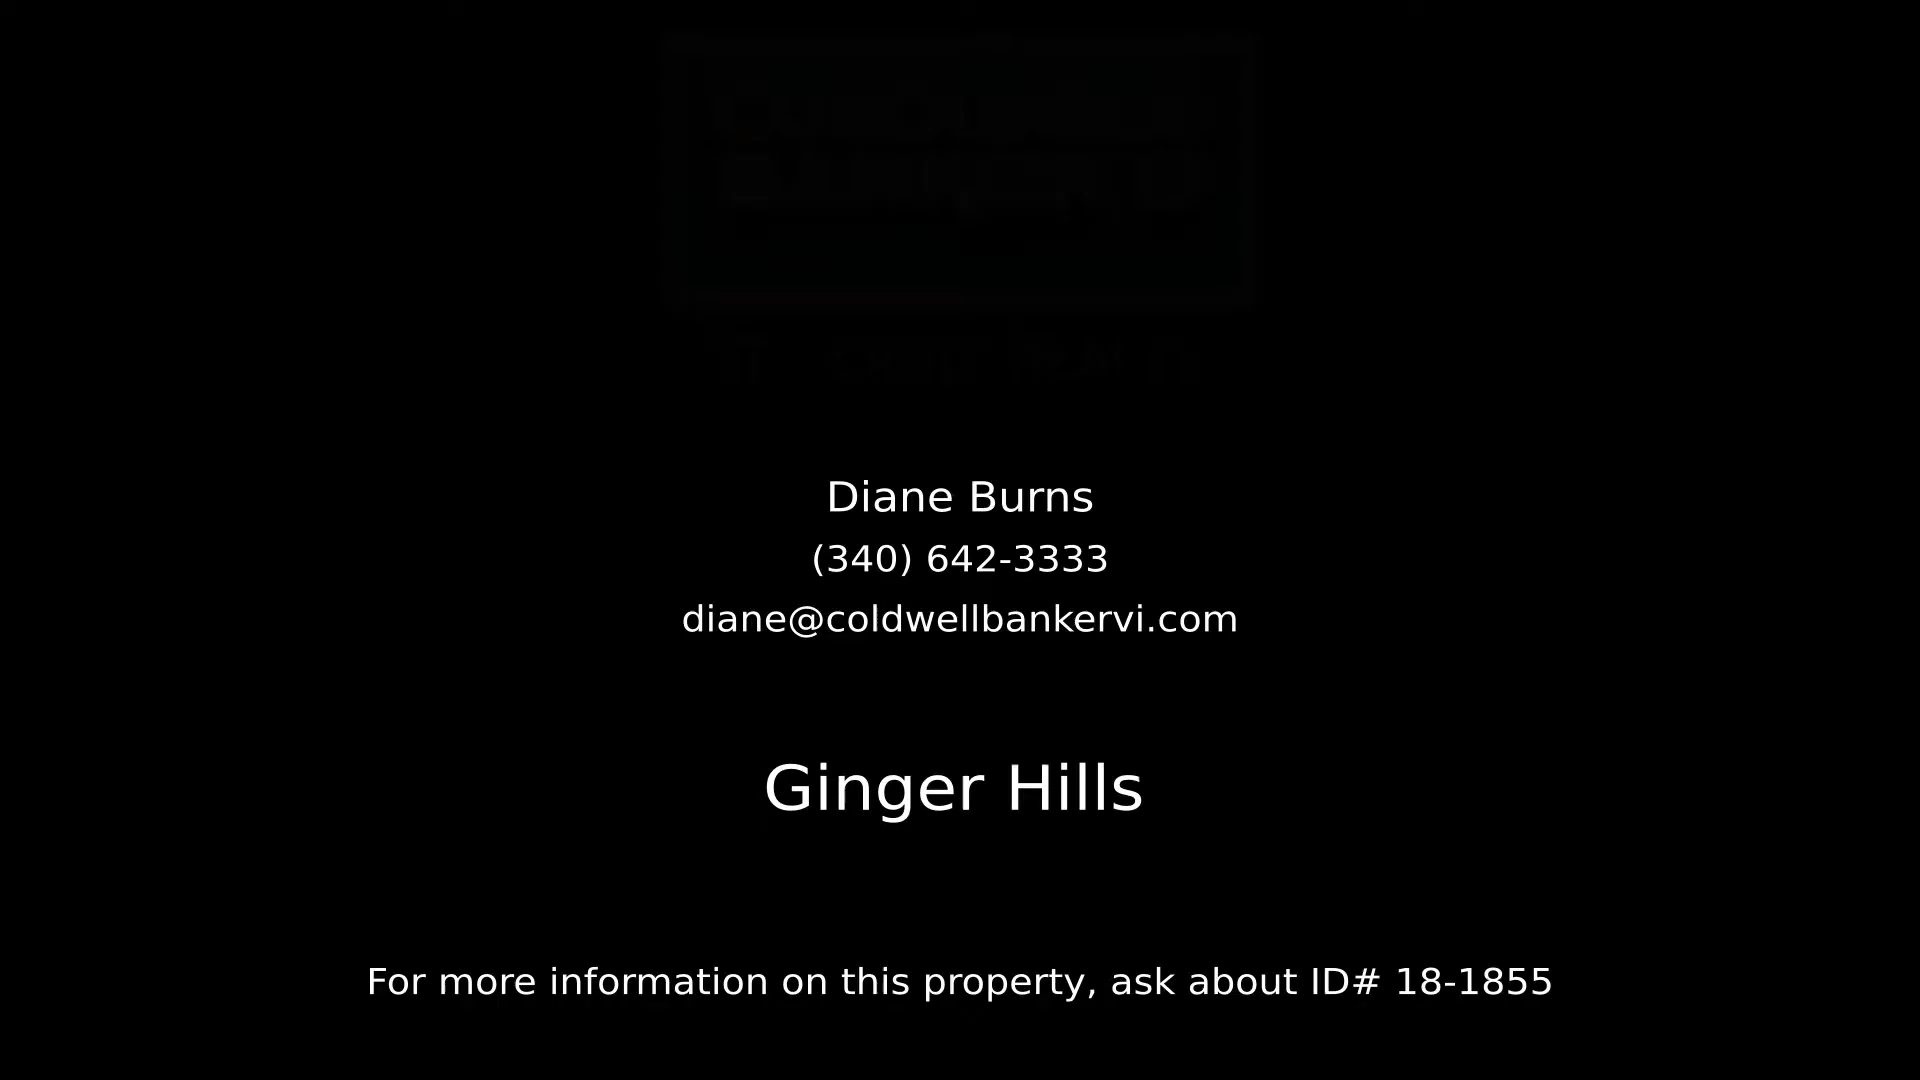 Diane Burns
(340) 642-3333
diane@coldwellbankervi.com
Ginger Hills
For more information on this property, ask about ID# 18-1855